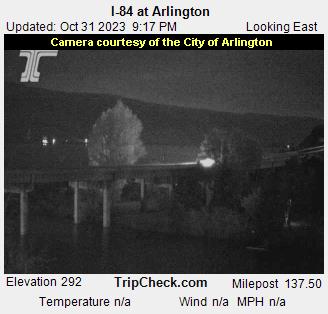 I-84 at Arlington
Updated: Oct 31 2023 9:17 PM Looking East
Camera courtesy of the City of Arlington
Elevation 292 TripCheck.com Milepost 137.50
Temperature n/a Wind n/a MPH n/a